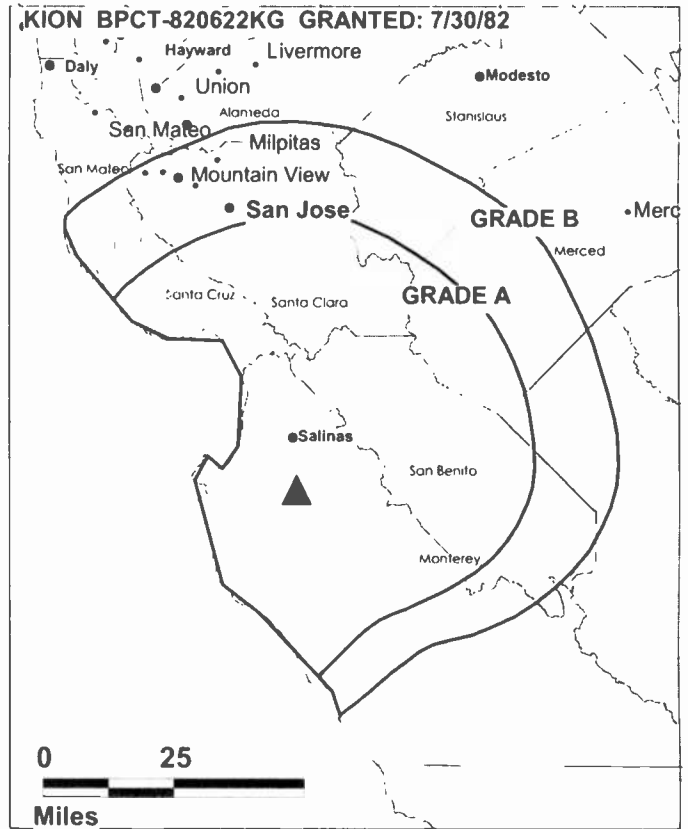 KION BPCT-820622KG GRANTED: 7/30/82
Hayward
Livermore
Daly
Modesto
Union
Alameda
Stanislaus
San Mateo
Milpitas
San Mateo
Mountain View
San Jose
GRADE B
Merc
Merced
GRADE A
Santa Cruz
Santa Clara
Salinas
San Benito
Monterey
0 25
Miles